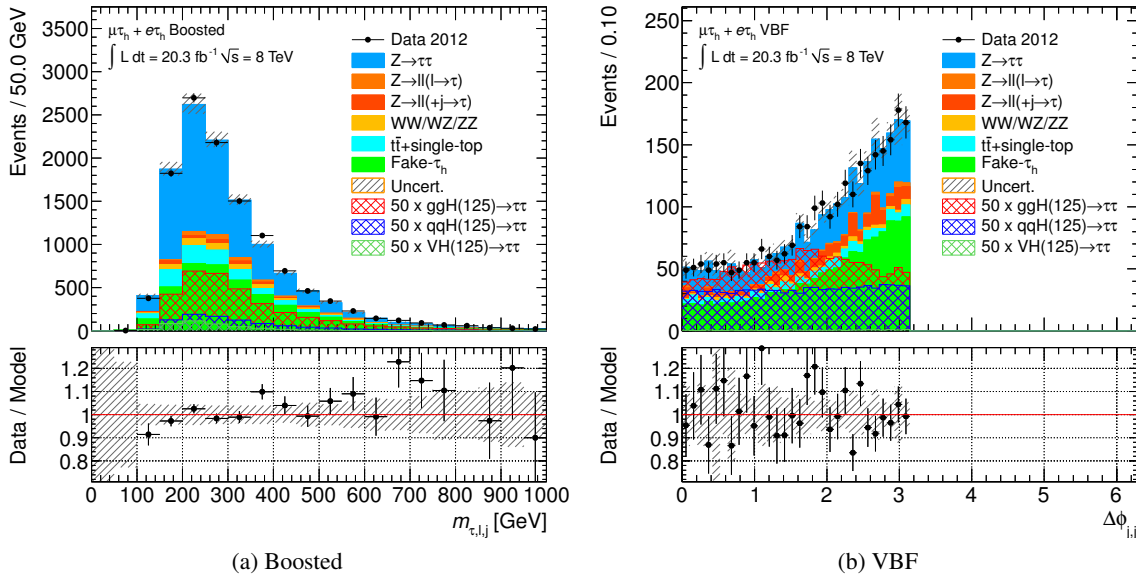 Events / 50.0 GeV
3500
3000
2500
2000
1500
1000
500
0
μτh + eτh Boosted
∫ L dt = 20.3 fb⁻¹ √s = 8 TeV
Data 2012
Z→ττ
Z→ll(l→τ)
Z→ll(+j→τ)
WW/WZ/ZZ
tt̄+single-top
Fake-τh
Uncert.
50 x ggH(125)→ττ
50 x qqH(125)→ττ
50 x VH(125)→ττ
Data / Model
1.2
1.1
1
0.9
0.8
0 100 200 300 400 500 600 700 800 900 1000
mτ,l,j [GeV]
(a) Boosted
Events / 0.10
250
200
150
100
50
0
μτh + eτh VBF
∫ L dt = 20.3 fb⁻¹ √s = 8 TeV
Data 2012
Z→ττ
Z→ll(l→τ)
Z→ll(+j→τ)
WW/WZ/ZZ
tt̄+single-top
Fake-τh
Uncert.
50 x ggH(125)→ττ
50 x qqH(125)→ττ
50 x VH(125)→ττ
Data / Model
1.2
1.1
1
0.9
0.8
0 1 2 3 4 5 6
Δϕj,j
(b) VBF